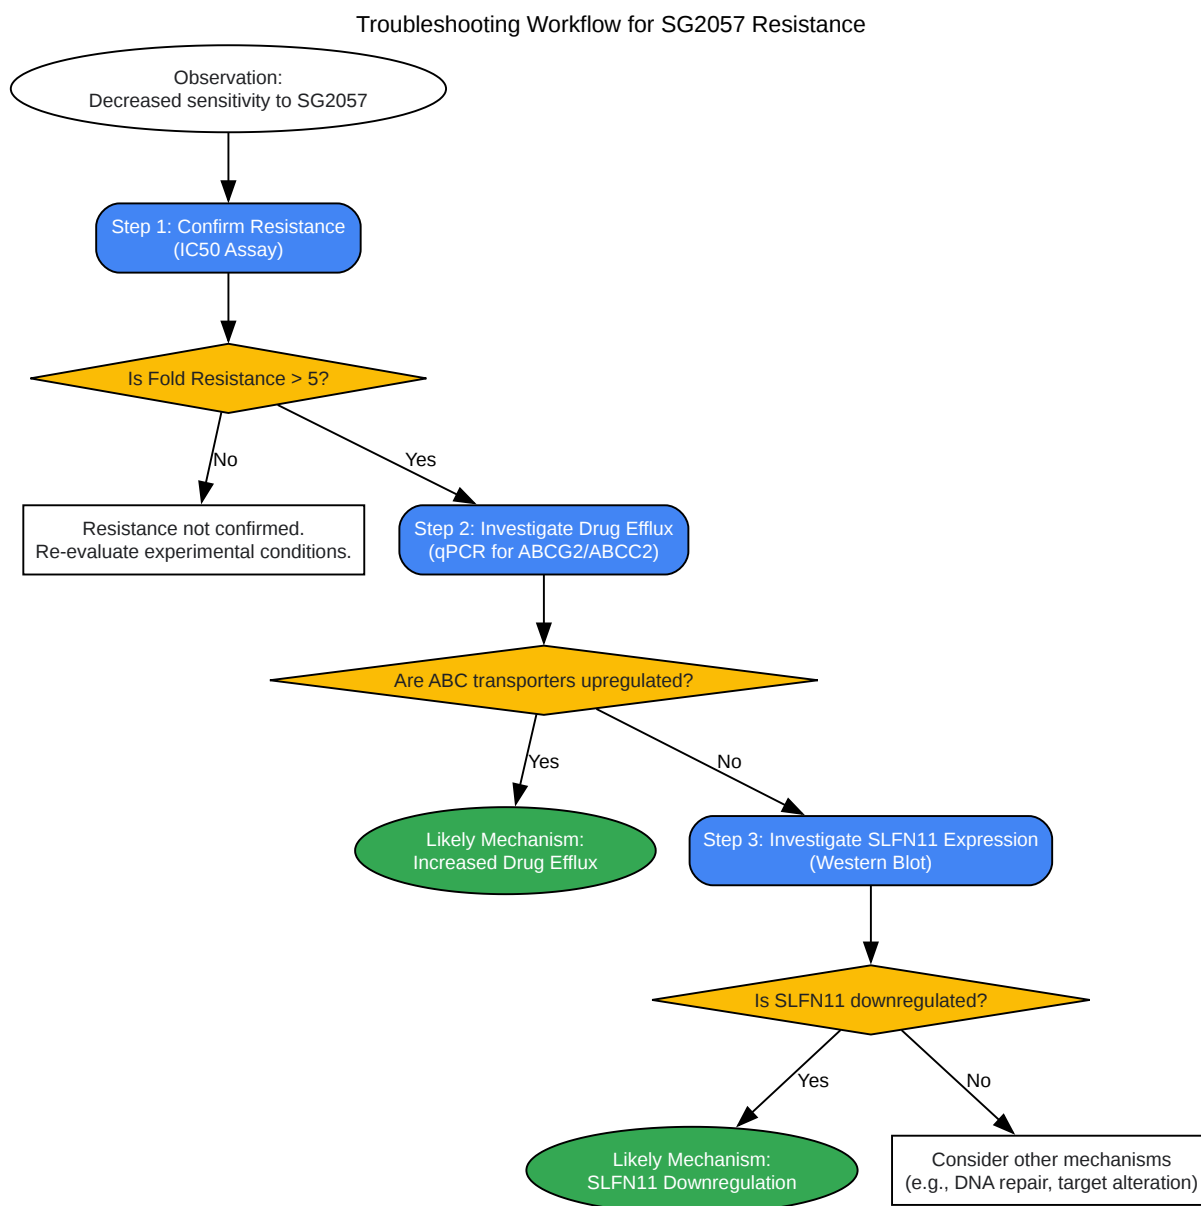 Troubleshooting Workflow for SG2057 Resistance
Observation:
Decreased sensitivity to SG2057
Step 1: Confirm Resistance
(IC50 Assay)
Is Fold Resistance > 5?
No
Yes
Resistance not confirmed.
Re-evaluate experimental conditions.
Step 2: Investigate Drug Efflux
(qPCR for ABCG2/ABCC2)
Are ABC transporters upregulated?
Yes
No
Likely Mechanism:
Increased Drug Efflux
Step 3: Investigate SLFN11 Expression
(Western Blot)
Is SLFN11 downregulated?
Yes
No
Likely Mechanism:
SLFN11 Downregulation
Consider other mechanisms
(e.g., DNA repair, target alteration)